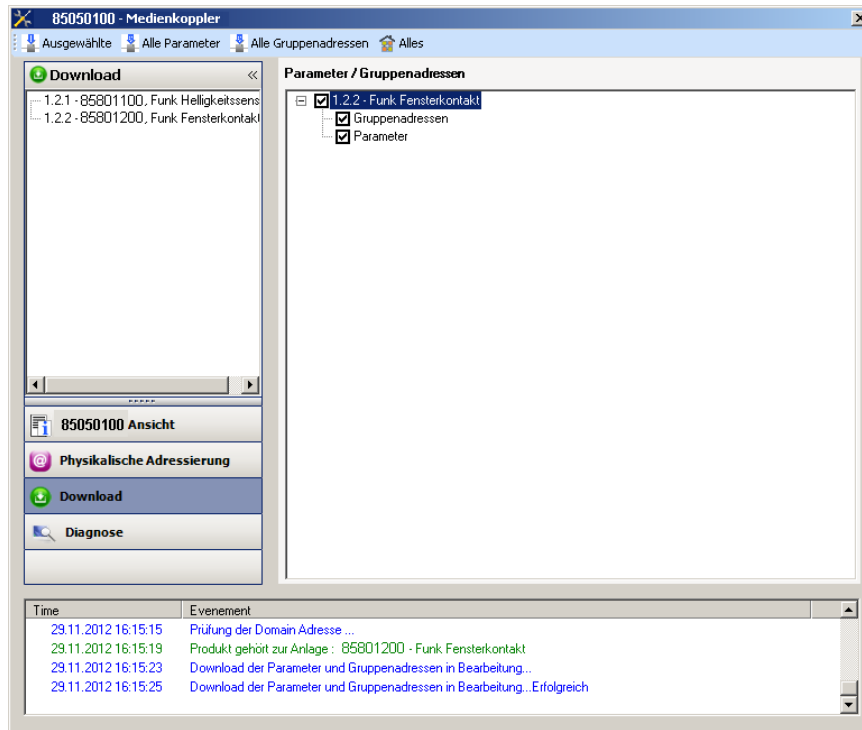 85050100 - Medienkoppler
Ausgewählte Alle Parameter Alle Gruppenadressen Alles
Download «
1.2.1 - 85801100, Funk Helligkeitssens
1.2.2 - 85801200, Funk Fensterkontakt
85050100 Ansicht
Physikalische Adressierung
Download
Diagnose
Parameter / Gruppenadressen
1.2.2 - Funk Fensterkontakt
Gruppenadressen
Parameter
Time Evenement
29.11.2012 16:15:15 Prüfung der Domain Adresse ...
29.11.2012 16:15:19 Produkt gehört zur Anlage : 85801200 - Funk Fensterkontakt
29.11.2012 16:15:23 Download der Parameter und Gruppenadressen in Bearbeitung...
29.11.2012 16:15:25 Download der Parameter und Gruppenadressen in Bearbeitung...Erfolgreich